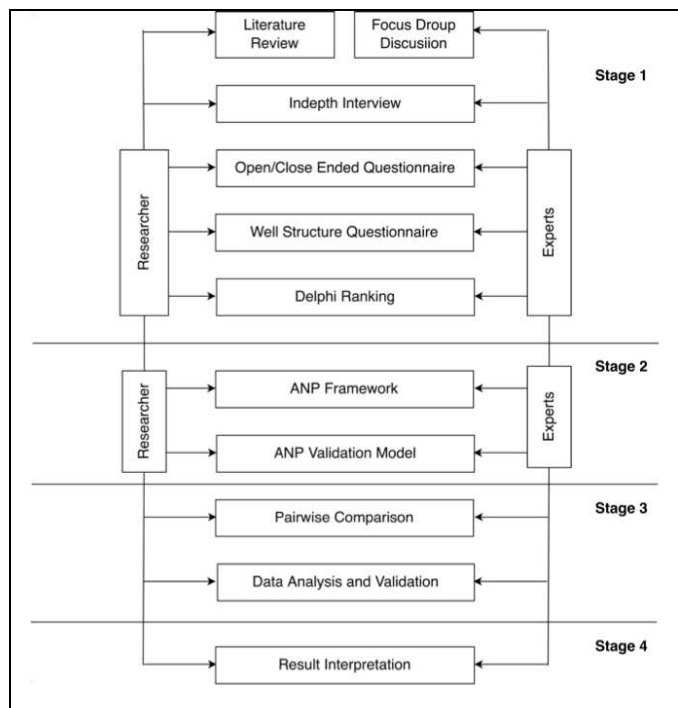 Literature
Review
Focus Droup
Discusiion
Stage 1
Indepth Interview
Researcher
Open/Close Ended Questionnaire
Experts
Well Structure Questionnaire
Delphi Ranking
Stage 2
Researcher
ANP Framework
Experts
ANP Validation Model
Stage 3
Pairwise Comparison
Data Analysis and Validation
Stage 4
Result Interpretation